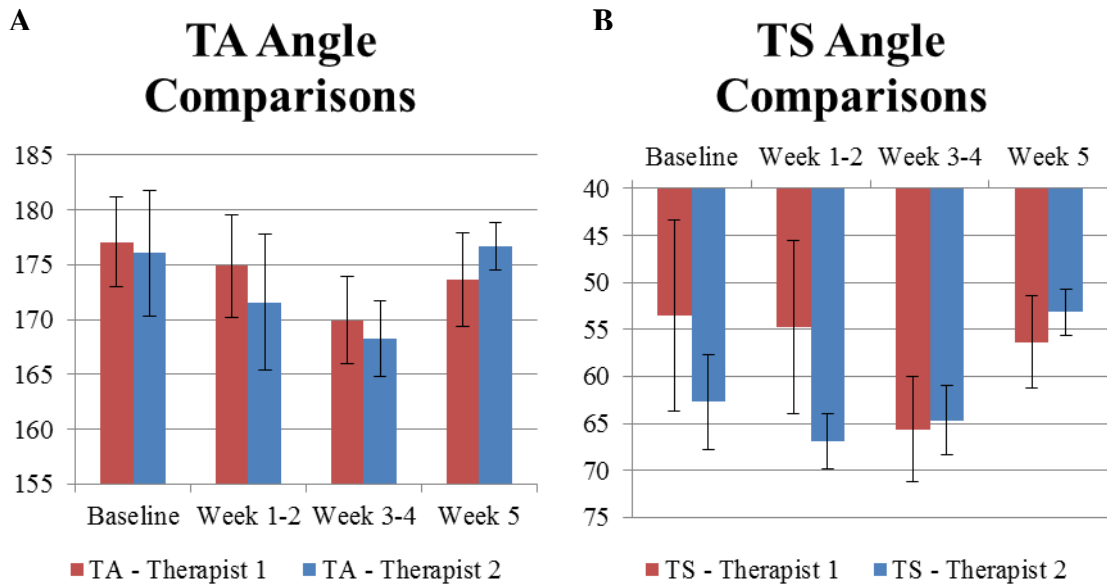 A
TA Angle
Comparisons
185
180
175
170
165
160
155
Baseline Week 1-2 Week 3-4 Week 5
TA - Therapist 1 TA - Therapist 2
B
TS Angle
Comparisons
Baseline Week 1-2 Week 3-4 Week 5
40
45
50
55
60
65
70
75
TS - Therapist 1 TS - Therapist 2